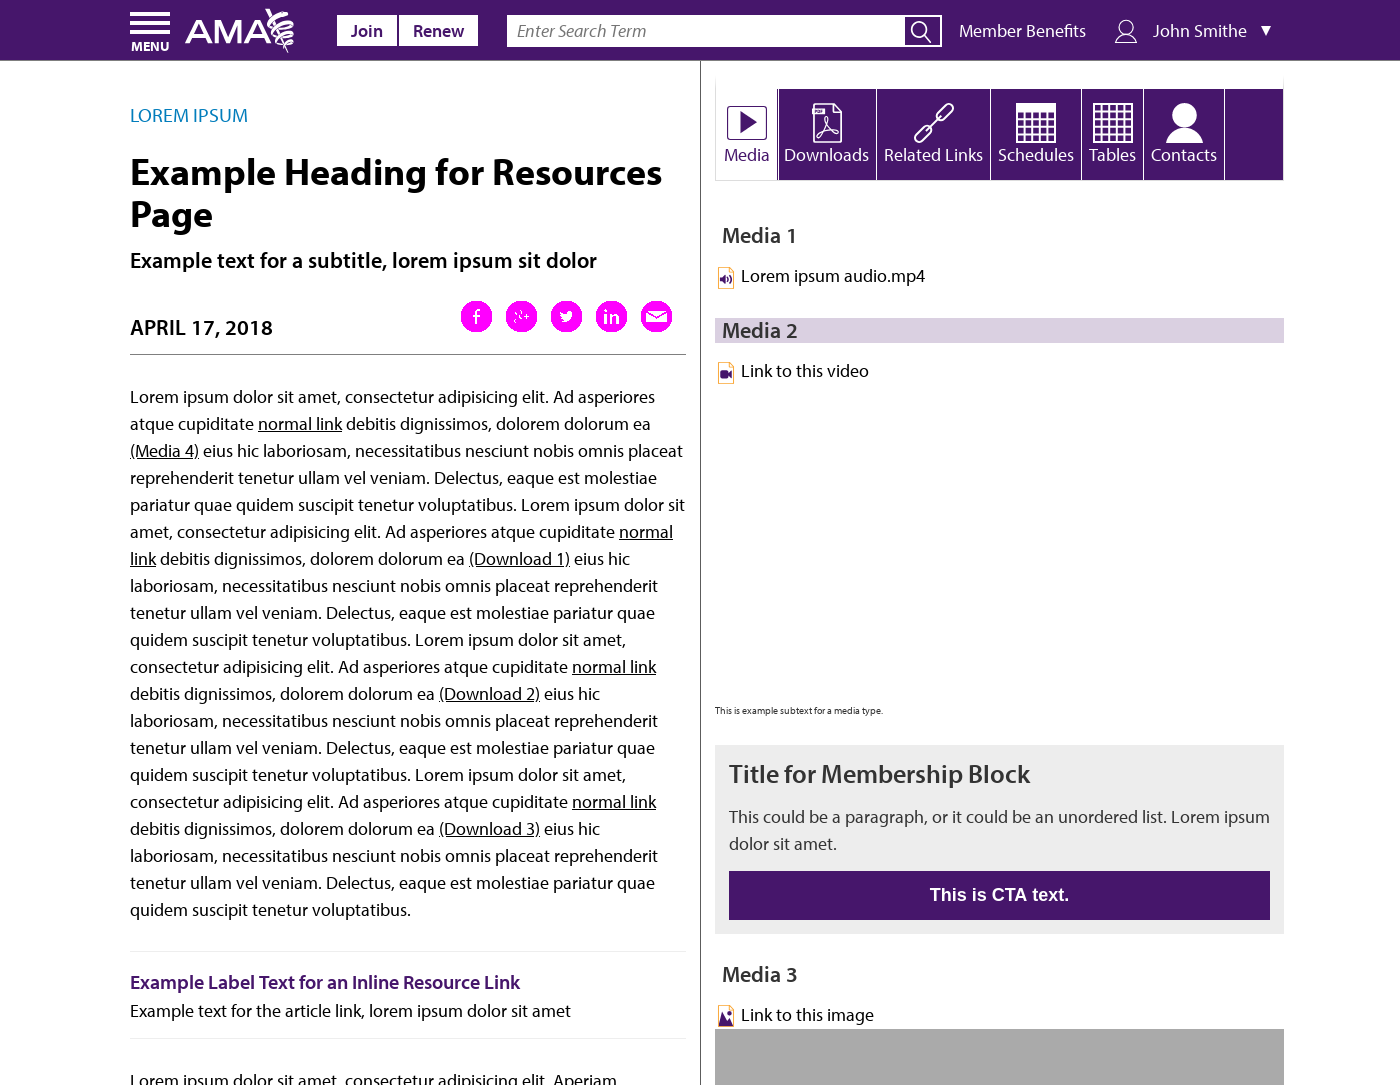 MENU
AMA
Join
Renew
Enter Search Term
Member Benefits
John Smithe ▼
LOREM IPSUM
Example Heading for Resources
Page
Example text for a subtitle, lorem ipsum sit dolor
APRIL 17, 2018
Lorem ipsum dolor sit amet, consectetur adipisicing elit. Ad asperiores
atque cupiditate normal link debitis dignissimos, dolorem dolorum ea
(Media 4) eius hic laboriosam, necessitatibus nesciunt nobis omnis placeat
reprehenderit tenetur ullam vel veniam. Delectus, eaque est molestiae
pariatur quae quidem suscipit tenetur voluptatibus. Lorem ipsum dolor sit
amet, consectetur adipisicing elit. Ad asperiores atque cupiditate normal
link debitis dignissimos, dolorem dolorum ea (Download 1) eius hic
laboriosam, necessitatibus nesciunt nobis omnis placeat reprehenderit
tenetur ullam vel veniam. Delectus, eaque est molestiae pariatur quae
quidem suscipit tenetur voluptatibus. Lorem ipsum dolor sit amet,
consectetur adipisicing elit. Ad asperiores atque cupiditate normal link
debitis dignissimos, dolorem dolorum ea (Download 2) eius hic
laboriosam, necessitatibus nesciunt nobis omnis placeat reprehenderit
tenetur ullam vel veniam. Delectus, eaque est molestiae pariatur quae
quidem suscipit tenetur voluptatibus. Lorem ipsum dolor sit amet,
consectetur adipisicing elit. Ad asperiores atque cupiditate normal link
debitis dignissimos, dolorem dolorum ea (Download 3) eius hic
laboriosam, necessitatibus nesciunt nobis omnis placeat reprehenderit
tenetur ullam vel veniam. Delectus, eaque est molestiae pariatur quae
quidem suscipit tenetur voluptatibus.
Example Label Text for an Inline Resource Link
Example text for the article link, lorem ipsum dolor sit amet
Lorem ipsum dolor sit amet, consectetur adipisicing elit. Aperiam
Media
Downloads
Related Links
Schedules
Tables
Contacts
Media 1
Lorem ipsum audio.mp4
Media 2
Link to this video
This is example subtext for a media type.
Title for Membership Block
This could be a paragraph, or it could be an unordered list. Lorem ipsum
dolor sit amet.
This is CTA text.
Media 3
Link to this image